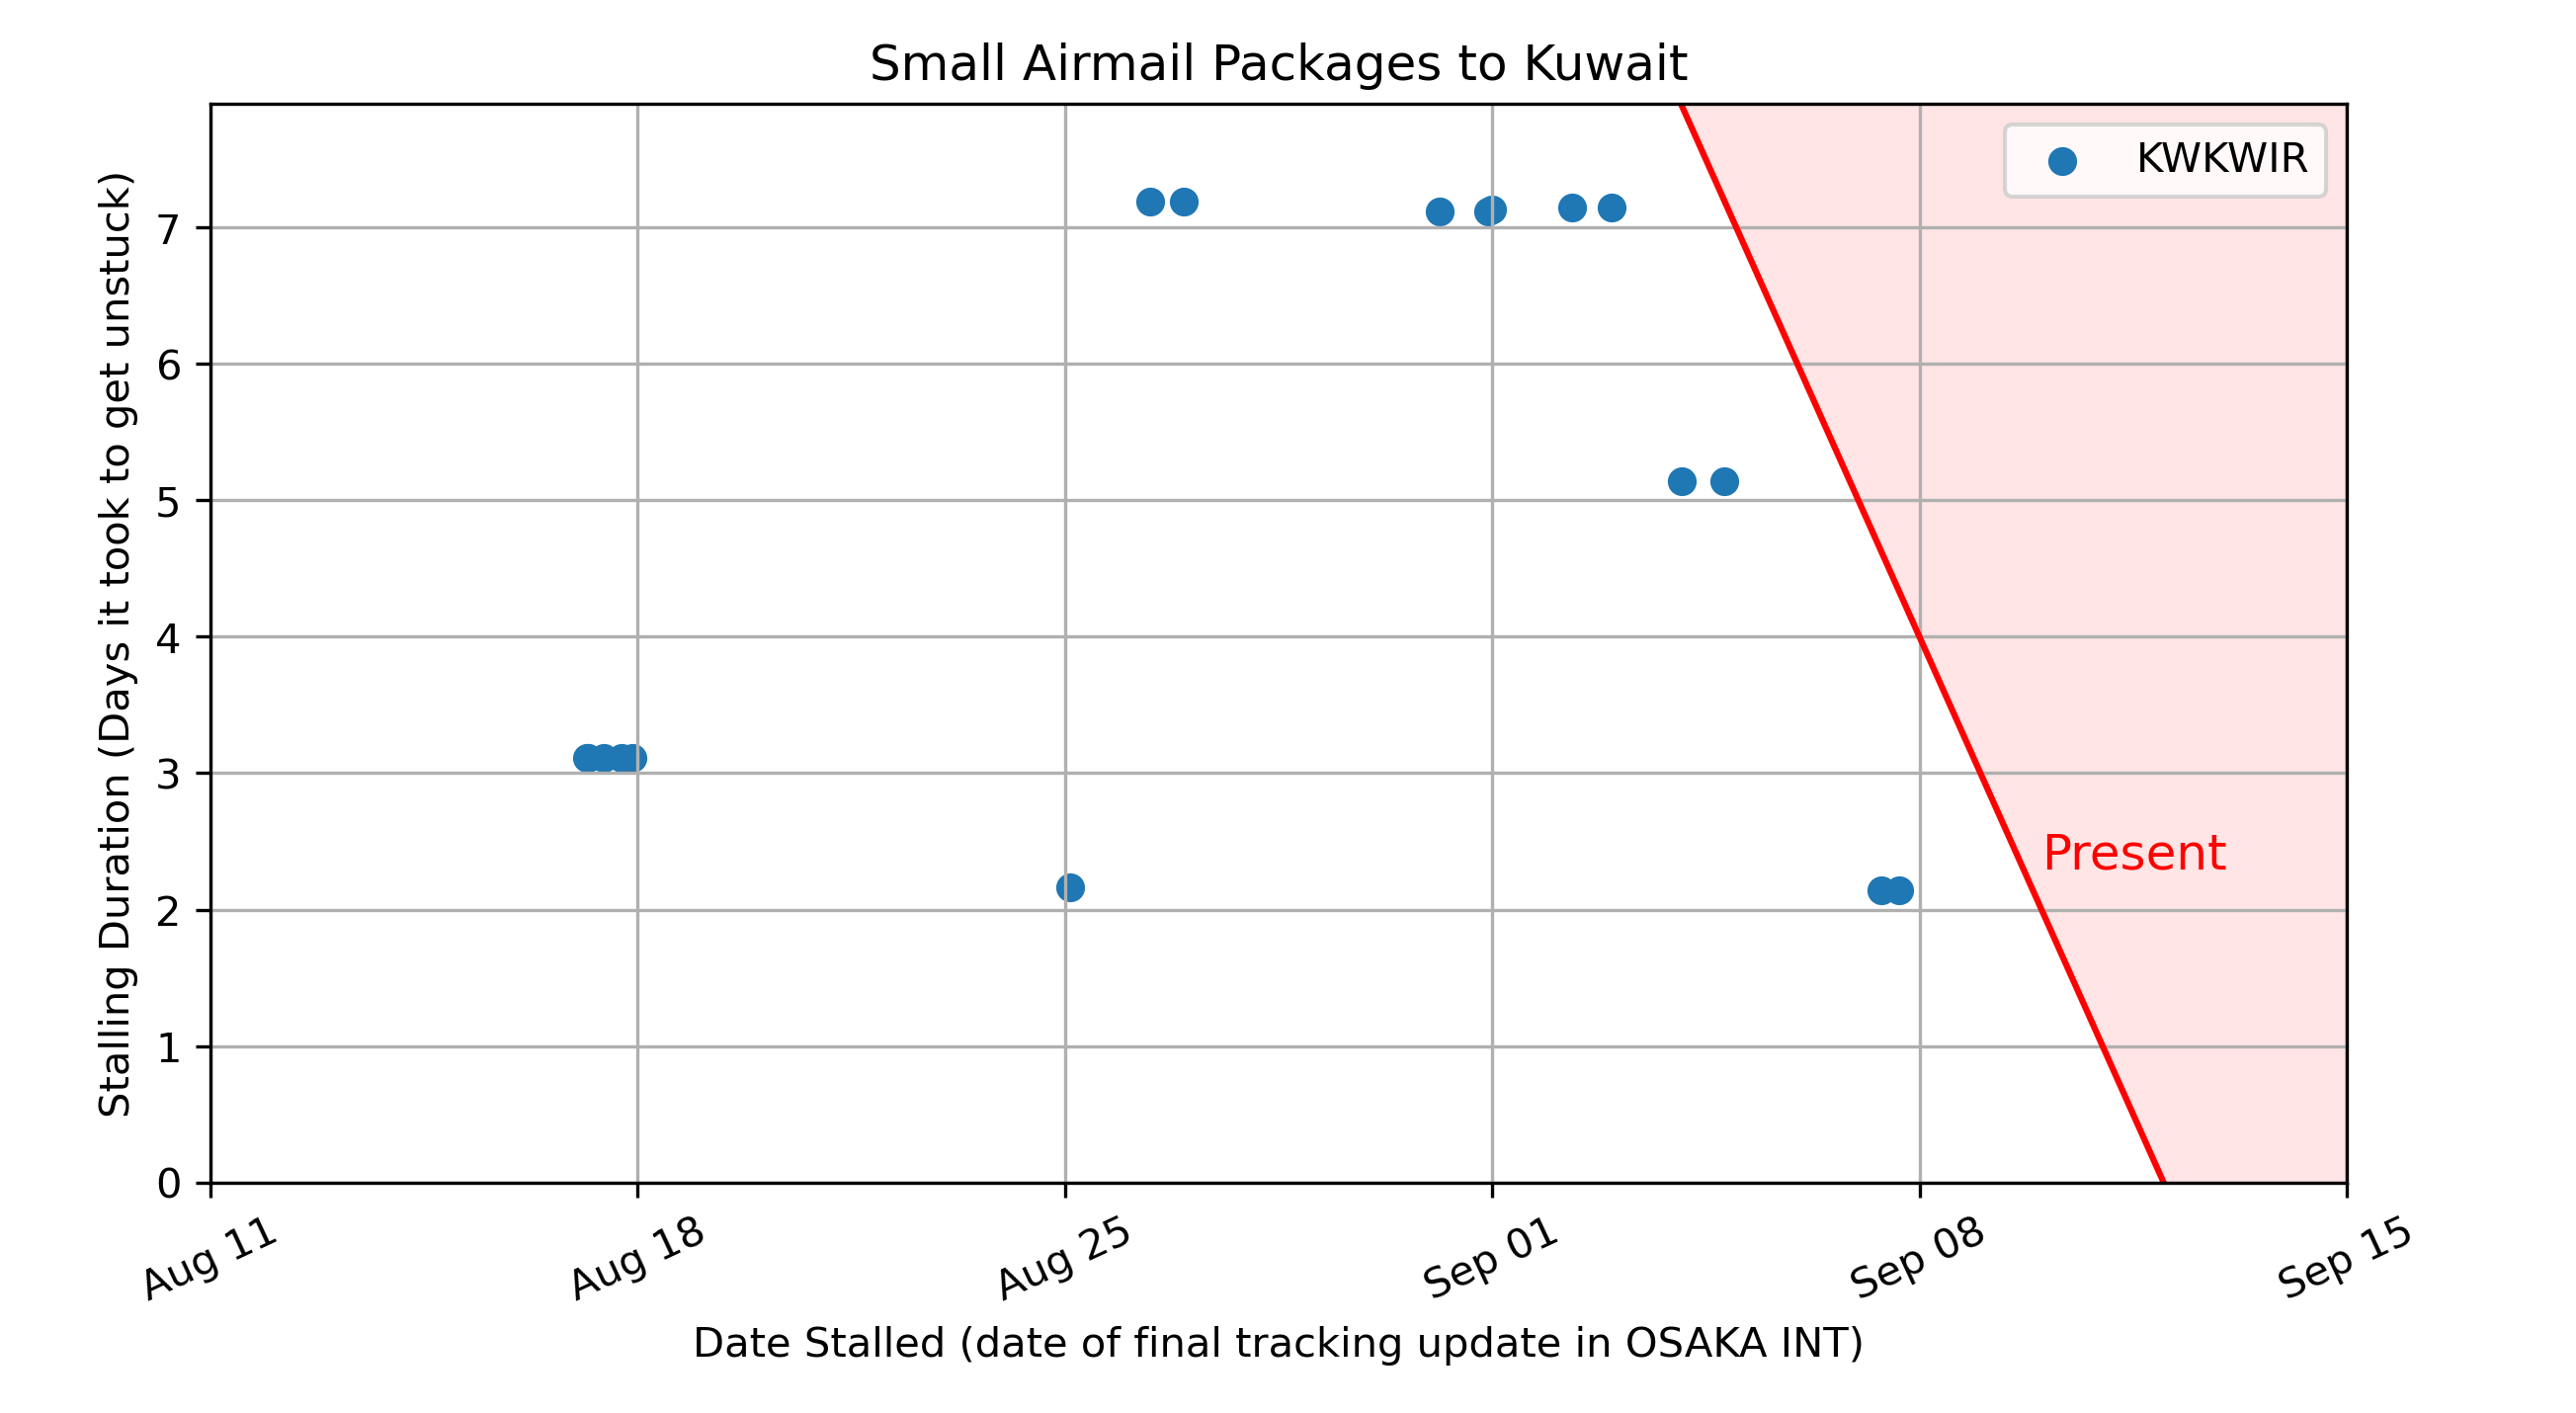 Small Airmail Packages to Kuwait
KWKWIR
Stalling Duration (Days it took to get unstuck)
7
6
5
4
3
2
1
0
Present
Aug 11
Aug 18
Aug 25
Sep 01
Sep 08
Sep 15
Date Stalled (date of final tracking update in OSAKA INT)